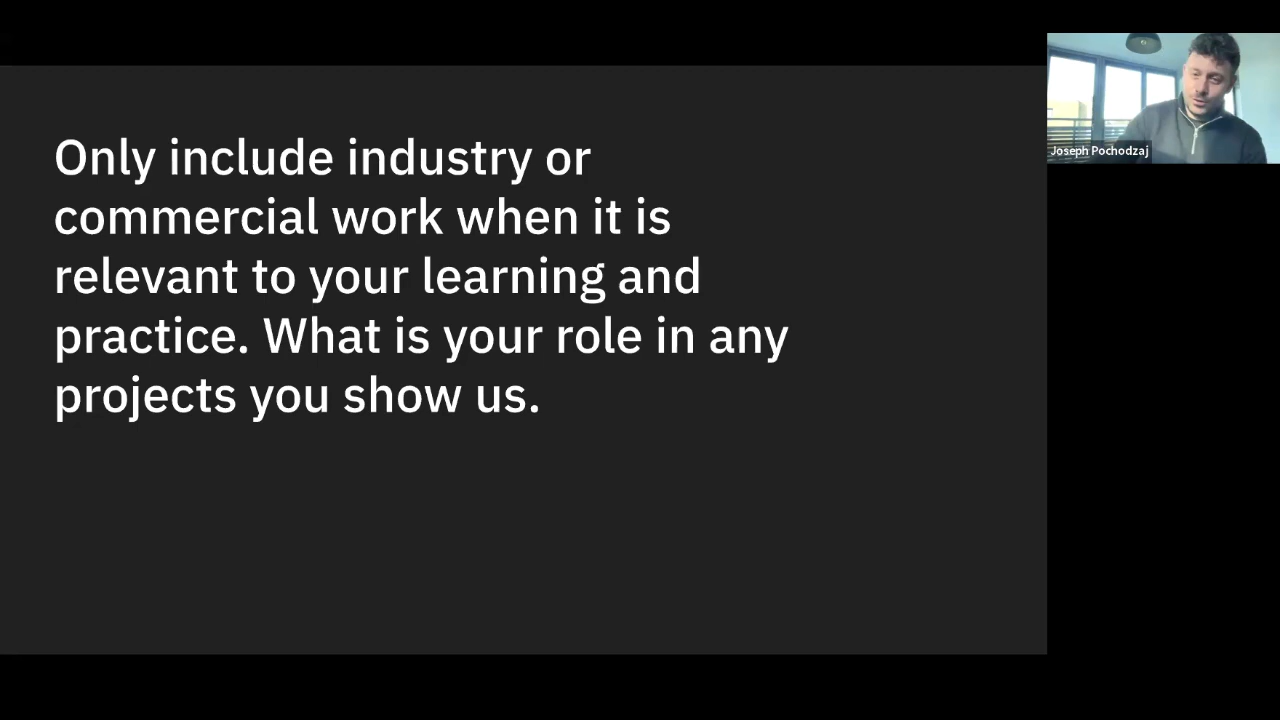 Only include industry or
commercial work when it is
relevant to your learning and
practice. What is your role in any
projects you show us.
Joseph Pochodzaj